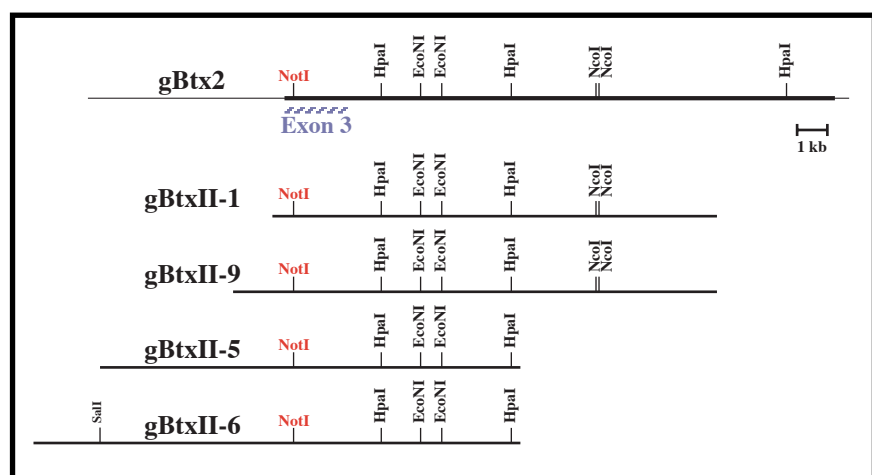 gBtx2 NotI HpaI EcoNI EcoNI HpaI NcoI NcoI HpaI
Exon 3
1 kb
gBtxII-1 NotI HpaI EcoNI EcoNI HpaI NcoI NcoI
gBtxII-9 NotI HpaI EcoNI EcoNI HpaI NcoI NcoI
gBtxII-5 NotI HpaI EcoNI EcoNI HpaI
SalI gBtxII-6 NotI HpaI EcoNI EcoNI HpaI